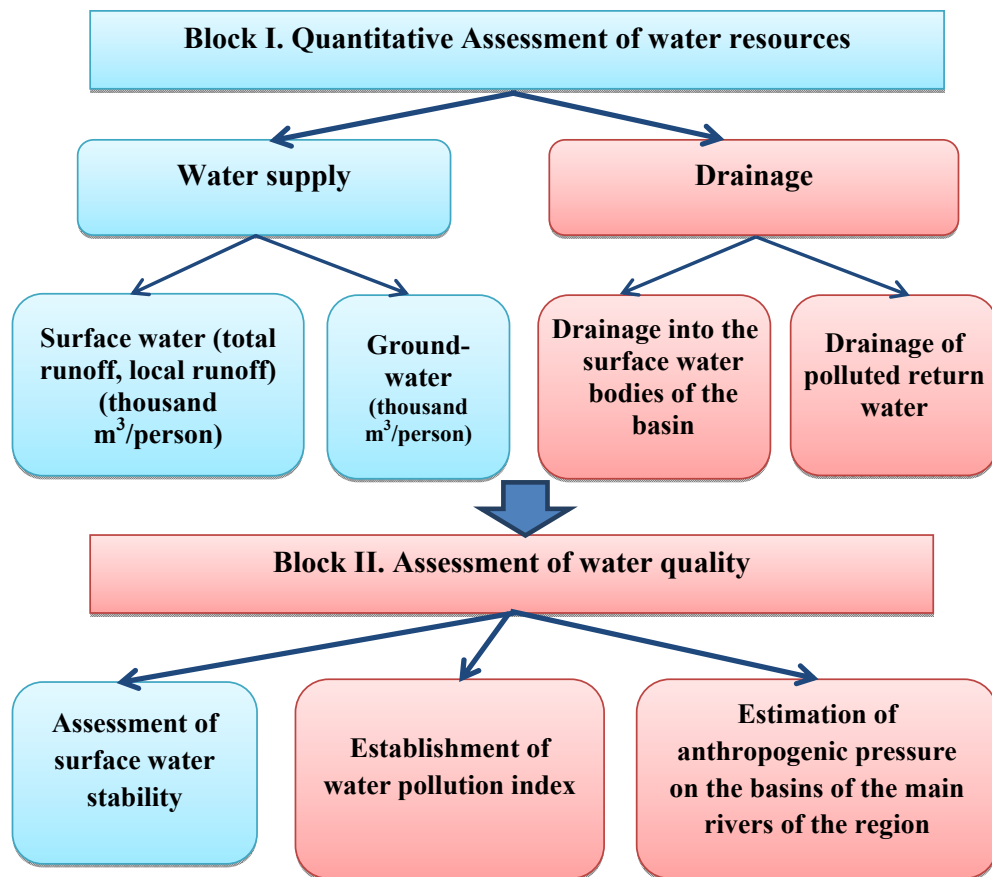 Block I. Quantitative Assessment of water resources
Water supply
Drainage
Surface water (total
runoff, local runoff)
(thousand
m³/person)
Ground-
water
(thousand
m³/person)
Drainage into the
surface water
bodies of the
basin
Drainage of
polluted return
water
Block II. Assessment of water quality
Assessment of
surface water
stability
Establishment of
water pollution index
Estimation of
anthropogenic pressure
on the basins of the main
rivers of the region